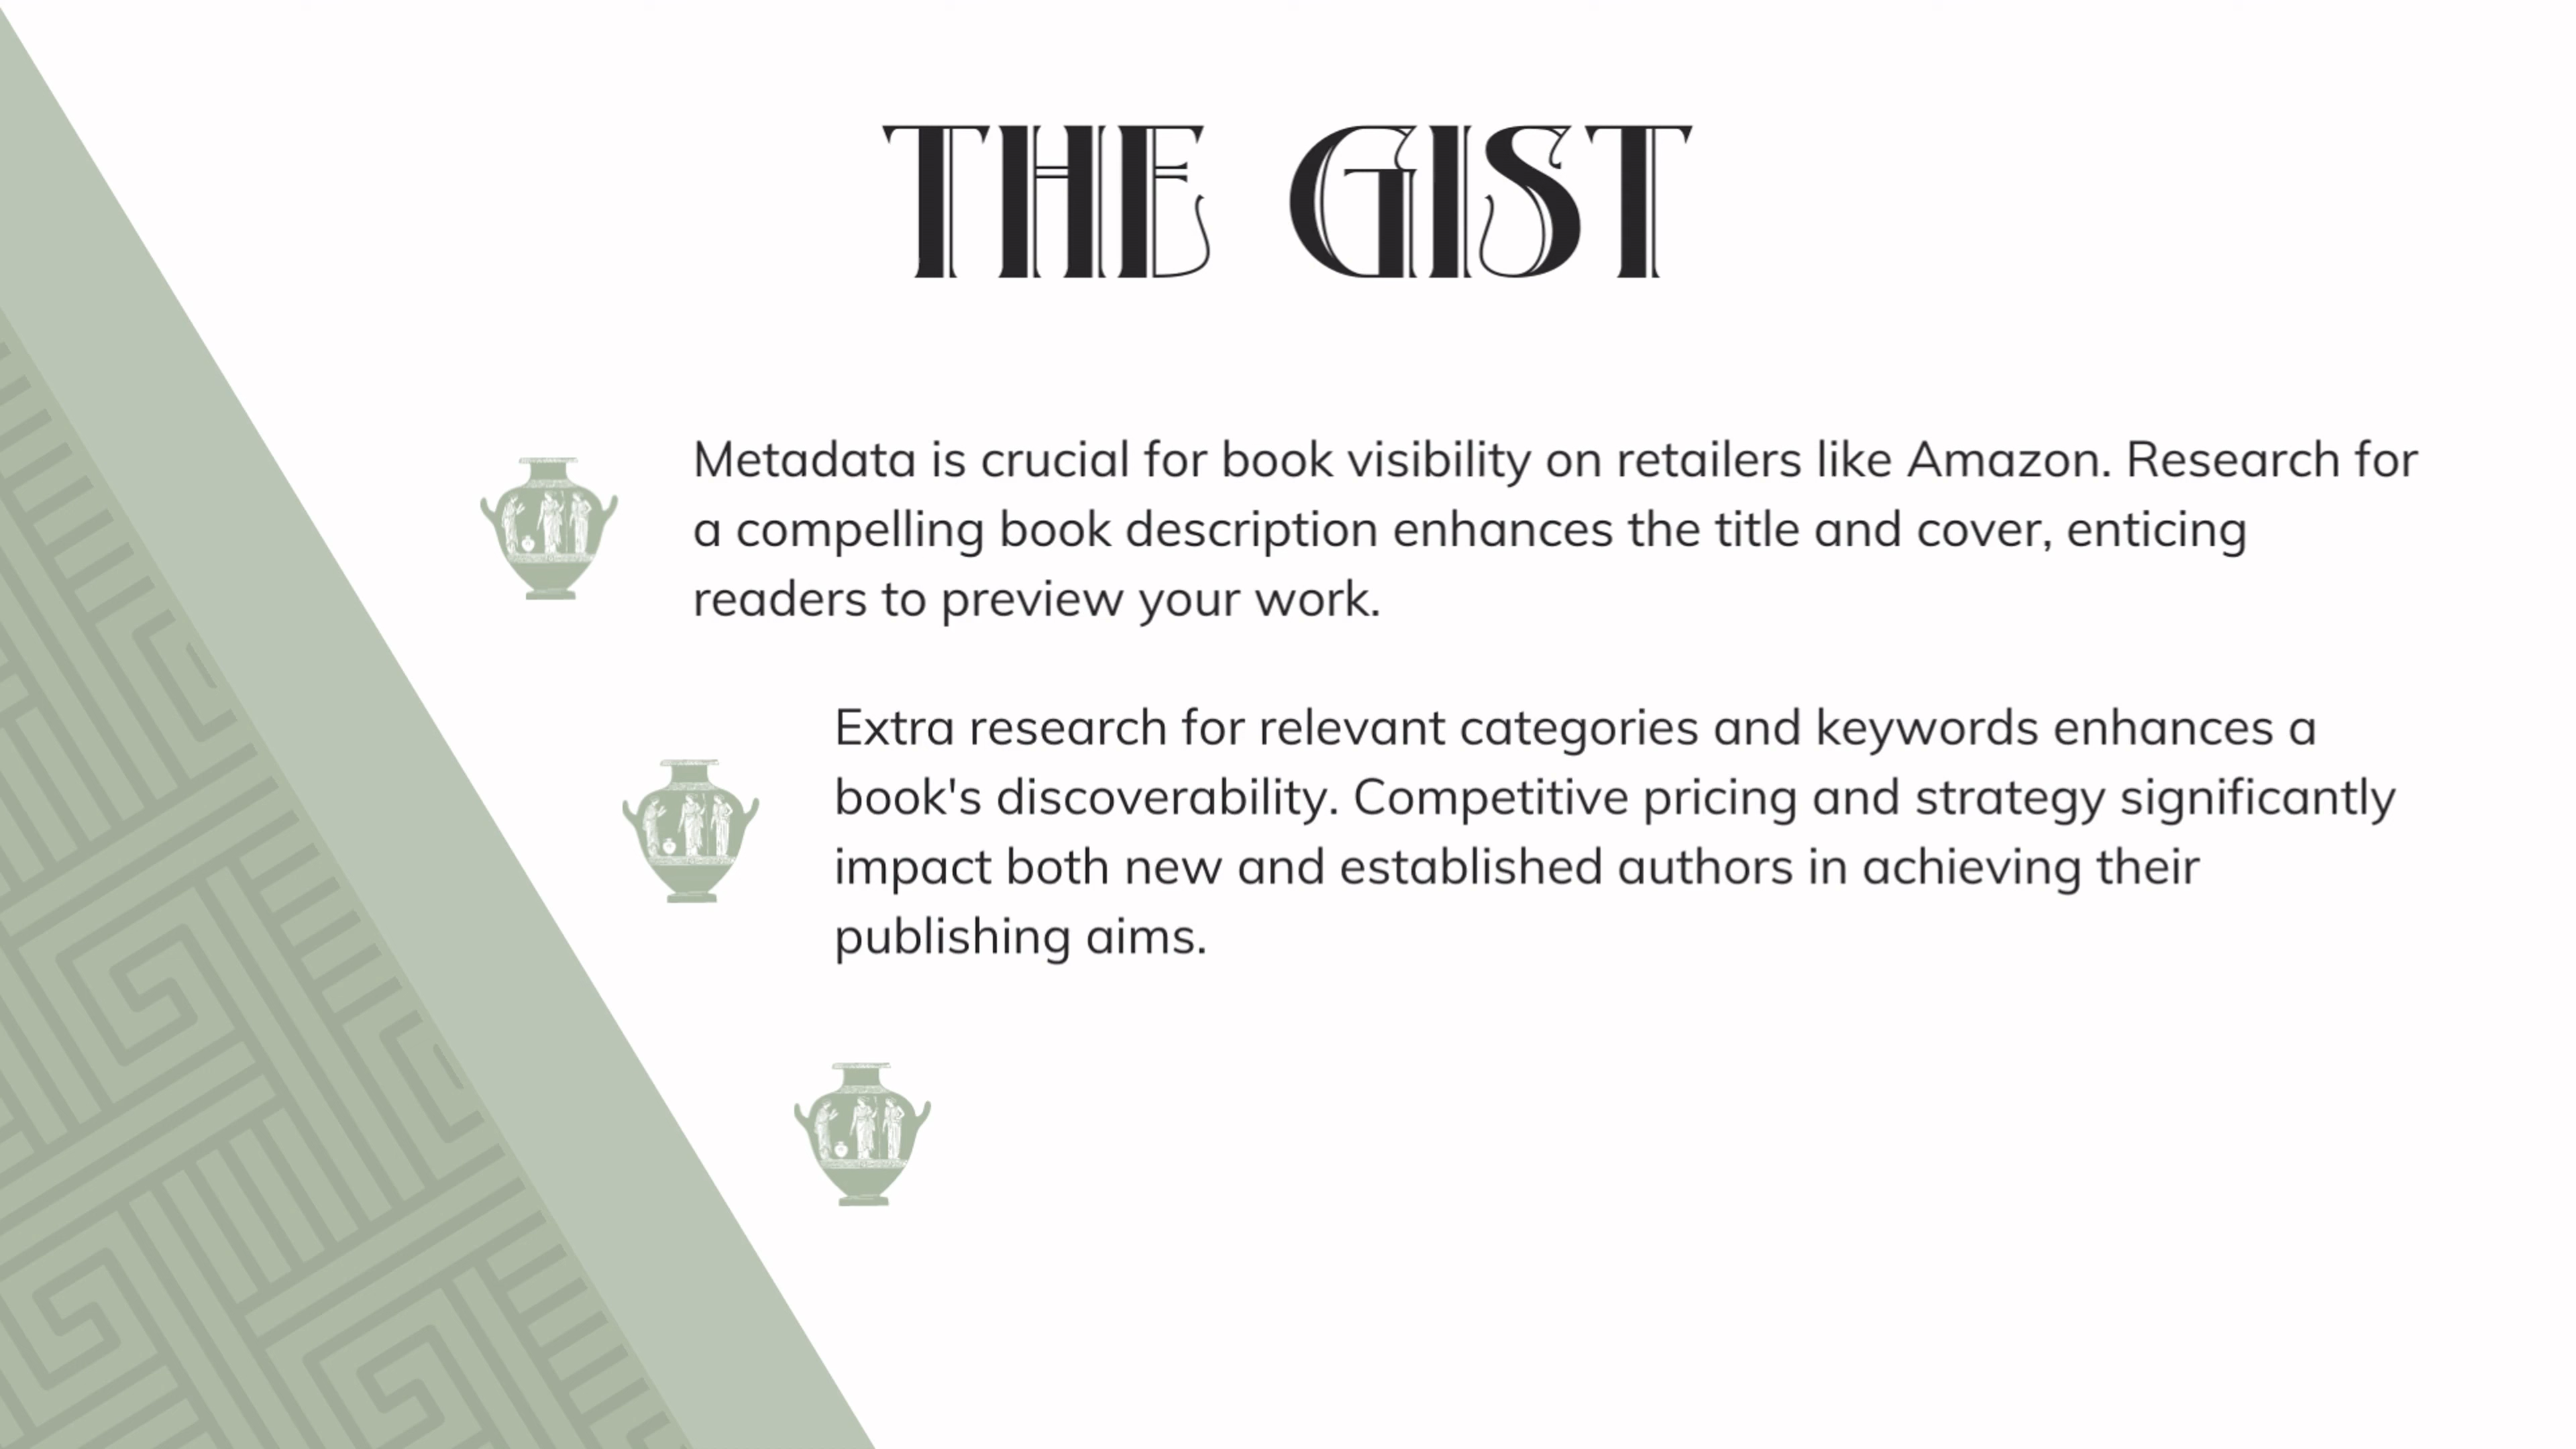 THE GIST
Metadata is crucial for book visibility on retailers like Amazon. Research for
a compelling book description enhances the title and cover, enticing
readers to preview your work.
Extra research for relevant categories and keywords enhances a
book's discoverability. Competitive pricing and strategy significantly
impact both new and established authors in achieving their
publishing aims.